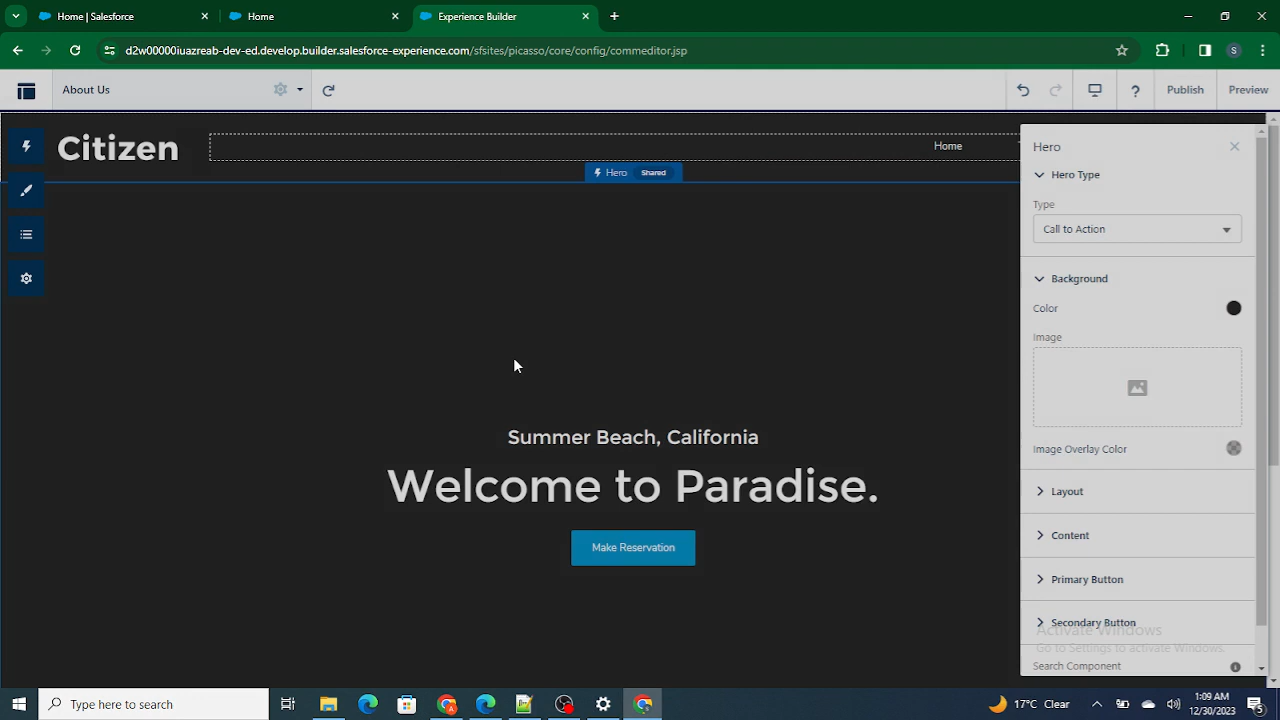 Home | Salesforce
Home
Experience Builder
d2w00000iuazreab-dev-ed.develop.builder.salesforce-experience.com/sfsites/picasso/core/config/commeditor.jsp
S
About Us
?
Publish
Preview
Citizen
Home
Hero
Shared
Summer Beach, California
Welcome to Paradise.
Make Reservation
Hero
Hero Type
Type
Call to Action
Background
Color
Image
Image Overlay Color
Layout
Content
Primary Button
Secondary Button
Activate Windows
Go to Settings to activate Windows.
Search Component
Type here to search
17°C Clear
1:09 AM
12/30/2023